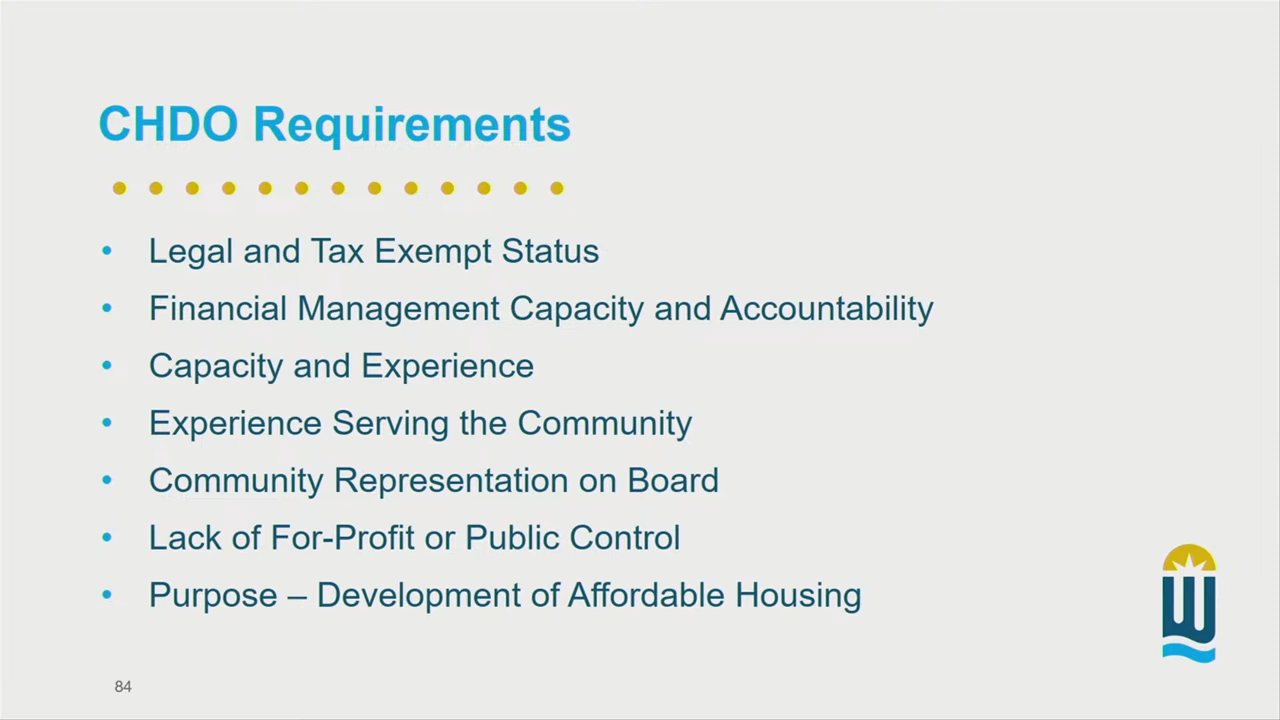 CHDO Requirements
• Legal and Tax Exempt Status
• Financial Management Capacity and Accountability
• Capacity and Experience
• Experience Serving the Community
• Community Representation on Board
• Lack of For-Profit or Public Control
• Purpose – Development of Affordable Housing
W
84